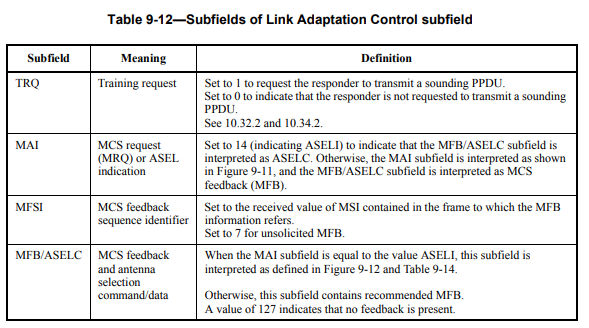 Table 9-12—Subfields of Link Adaptation Control subfield
Subfield Meaning Definition
TRQ Training request Set to 1 to request the responder to transmit a sounding PPDU.
Set to 0 to indicate that the responder is not requested to transmit a sounding
PPDU.
See 10.32.2 and 10.34.2.
MAI MCS request Set to 14 (indicating ASELI) to indicate that the MFB/ASELC subfield is
(MRQ) or ASEL interpreted as ASELC. Otherwise, the MAI subfield is interpreted as shown
indication in Figure 9-11, and the MFB/ASELC subfield is interpreted as MCS
feedback (MFB).
MFSI MCS feedback Set to the received value of MSI contained in the frame to which the MFB
sequence identifier information refers.
Set to 7 for unsolicited MFB.
MFB/ASELC MCS feedback When the MAI subfield is equal to the value ASELI, this subfield is
and antenna interpreted as defined in Figure 9-12 and Table 9-14.
selection
command/data Otherwise, this subfield contains recommended MFB.
A value of 127 indicates that no feedback is present.